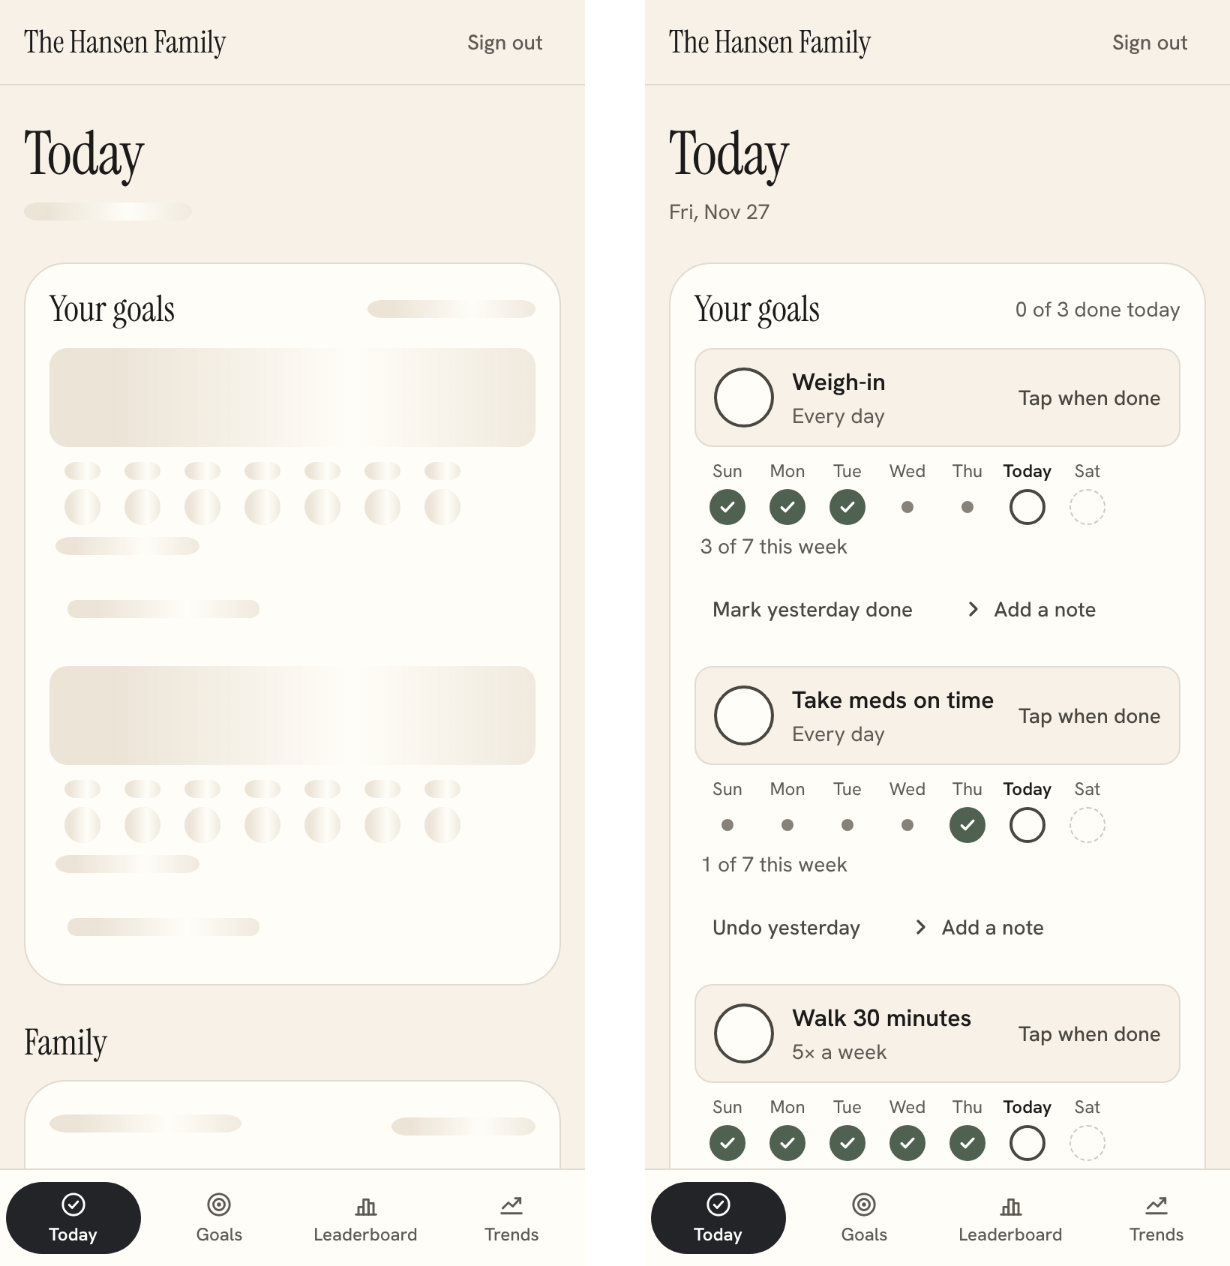 The Hansen Family
Sign out
Today
Your goals
Family
Today
Goals
Leaderboard
Trends
The Hansen Family
Sign out
Today
Fri, Nov 27
Your goals
0 of 3 done today
Weigh-in
Every day
Tap when done
Sun Mon Tue Wed Thu Today Sat
3 of 7 this week
Mark yesterday done
Add a note
Take meds on time
Every day
Tap when done
Sun Mon Tue Wed Thu Today Sat
1 of 7 this week
Undo yesterday
Add a note
Walk 30 minutes
5× a week
Tap when done
Sun Mon Tue Wed Thu Today Sat
Today
Goals
Leaderboard
Trends